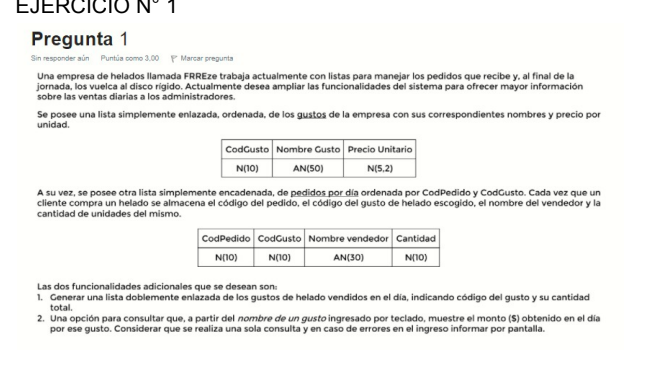 EJERCICIO N° 1
Pregunta 1
Sin responder aún Puntúa como 3,00 Marcar pregunta
Una empresa de helados llamada FRREze trabaja actualmente con listas para manejar los pedidos que recibe y, al final de la
jornada, los vuelca al disco rígido. Actualmente desea ampliar las funcionalidades del sistema para ofrecer mayor información
sobre las ventas diarias a los administradores.
Se posee una lista simplemente enlazada, ordenada, de los gustos de la empresa con sus correspondientes nombres y precio por
unidad.
CodGusto Nombre Gusto Precio Unitario
N(10) AN(50) N(5,2)
A su vez, se posee otra lista simplemente encadenada, de pedidos por día ordenada por CodPedido y CodGusto. Cada vez que un
cliente compra un helado se almacena el código del pedido, el código del gusto de helado escogido, el nombre del vendedor y la
cantidad de unidades del mismo.
CodPedido CodGusto Nombre vendedor Cantidad
N(10) N(10) AN(30) N(10)
Las dos funcionalidades adicionales que se desean son:
1. Generar una lista doblemente enlazada de los gustos de helado vendidos en el día, indicando código del gusto y su cantidad
total.
2. Una opción para consultar que, a partir del nombre de un gusto ingresado por teclado, muestre el monto ($) obtenido en el día
por ese gusto. Considerar que se realiza una sola consulta y en caso de errores en el ingreso informar por pantalla.